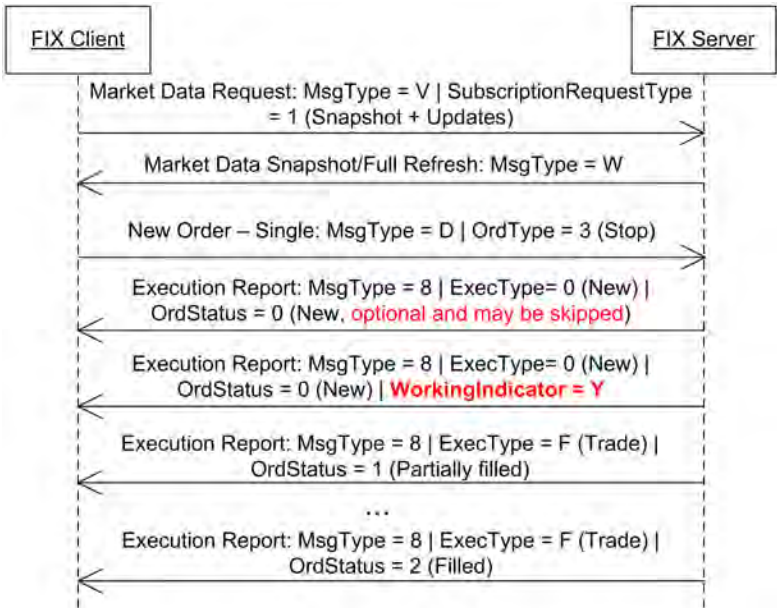 FIX Client
FIX Server
Market Data Request: MsgType = V | SubscriptionRequestType
= 1 (Snapshot + Updates)
Market Data Snapshot/Full Refresh: MsgType = W
New Order – Single: MsgType = D | OrdType = 3 (Stop)
Execution Report: MsgType = 8 | ExecType= 0 (New) |
OrdStatus = 0 (New, optional and may be skipped)
Execution Report: MsgType = 8 | ExecType= 0 (New) |
OrdStatus = 0 (New) | WorkingIndicator = Y
Execution Report: MsgType = 8 | ExecType = F (Trade) |
OrdStatus = 1 (Partially filled)
...
Execution Report: MsgType = 8 | ExecType = F (Trade) |
OrdStatus = 2 (Filled)